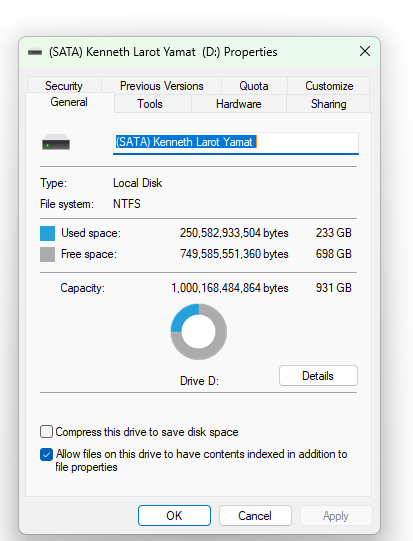 (SATA) Kenneth Larot Yamat (D:) Properties
Security Previous Versions Quota Customize
General Tools Hardware Sharing
(SATA) Kenneth Larot Yamat
Type: Local Disk
File system: NTFS
Used space: 250,582,933,504 bytes 233 GB
Free space: 749,585,551,360 bytes 698 GB
Capacity: 1,000,168,484,864 bytes 931 GB
Drive D:
Details
Compress this drive to save disk space
Allow files on this drive to have contents indexed in addition to
file properties
OK Cancel Apply